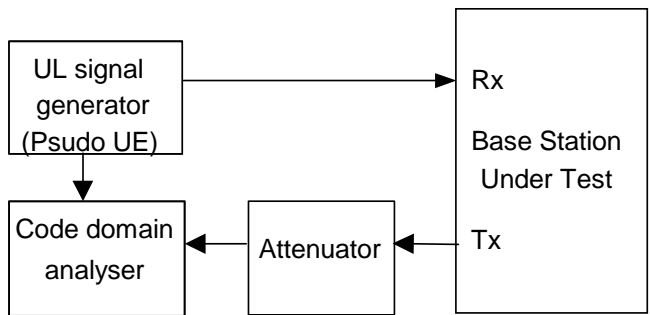 UL signal
generator
(Psudo UE)
Rx
Base Station
Under Test
Tx
Code domain
analyser
Attenuator